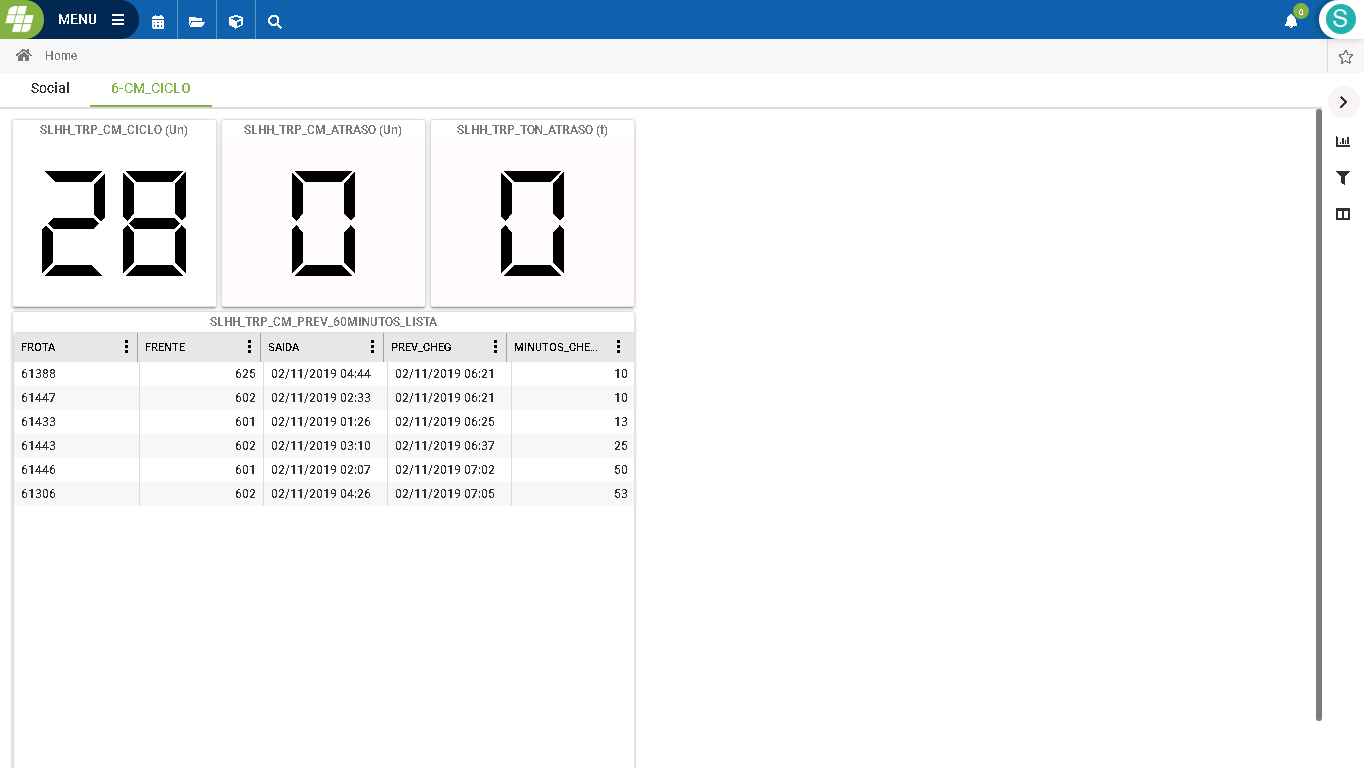 MENU
0
S
Home
Social 6-CM_CICLO
SLHH_TRP_CM_CICLO (Un) SLHH_TRP_CM_ATRASO (Un) SLHH_TRP_TON_ATRASO (t)
28 0 0
SLHH_TRP_CM_PREV_60MINUTOS_LISTA
FROTA FRENTE SAIDA PREV_CHEG MINUTOS_CHE...
61388 625 02/11/2019 04:44 02/11/2019 06:21 10
61447 602 02/11/2019 02:33 02/11/2019 06:21 10
61433 601 02/11/2019 01:26 02/11/2019 06:25 13
61443 602 02/11/2019 03:10 02/11/2019 06:37 25
61446 601 02/11/2019 02:07 02/11/2019 07:02 50
61306 602 02/11/2019 04:26 02/11/2019 07:05 53